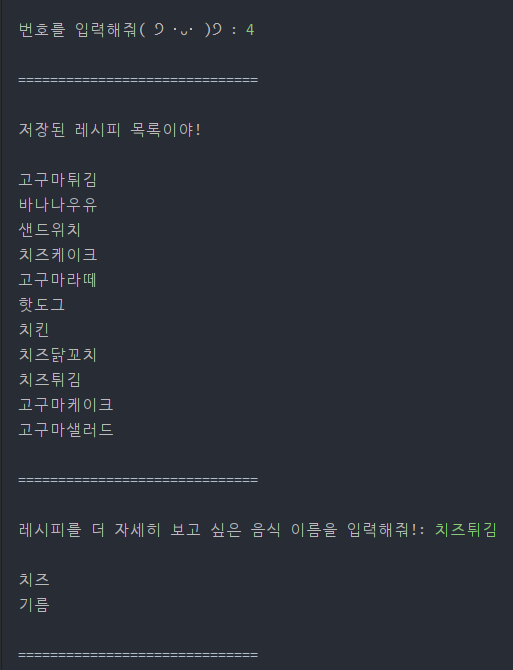 번호를 입력해줘( ੭ ˙ᴗ˙ )੭ : 4
==============================
저장된 레시피 목록이야!
고구마튀김
바나나우유
샌드위치
치즈케이크
고구마라떼
핫도그
치킨
치즈닭꼬치
치즈튀김
고구마케이크
고구마샐러드
==============================
레시피를 더 자세히 보고 싶은 음식 이름을 입력해줘!: 치즈튀김
치즈
기름
==============================